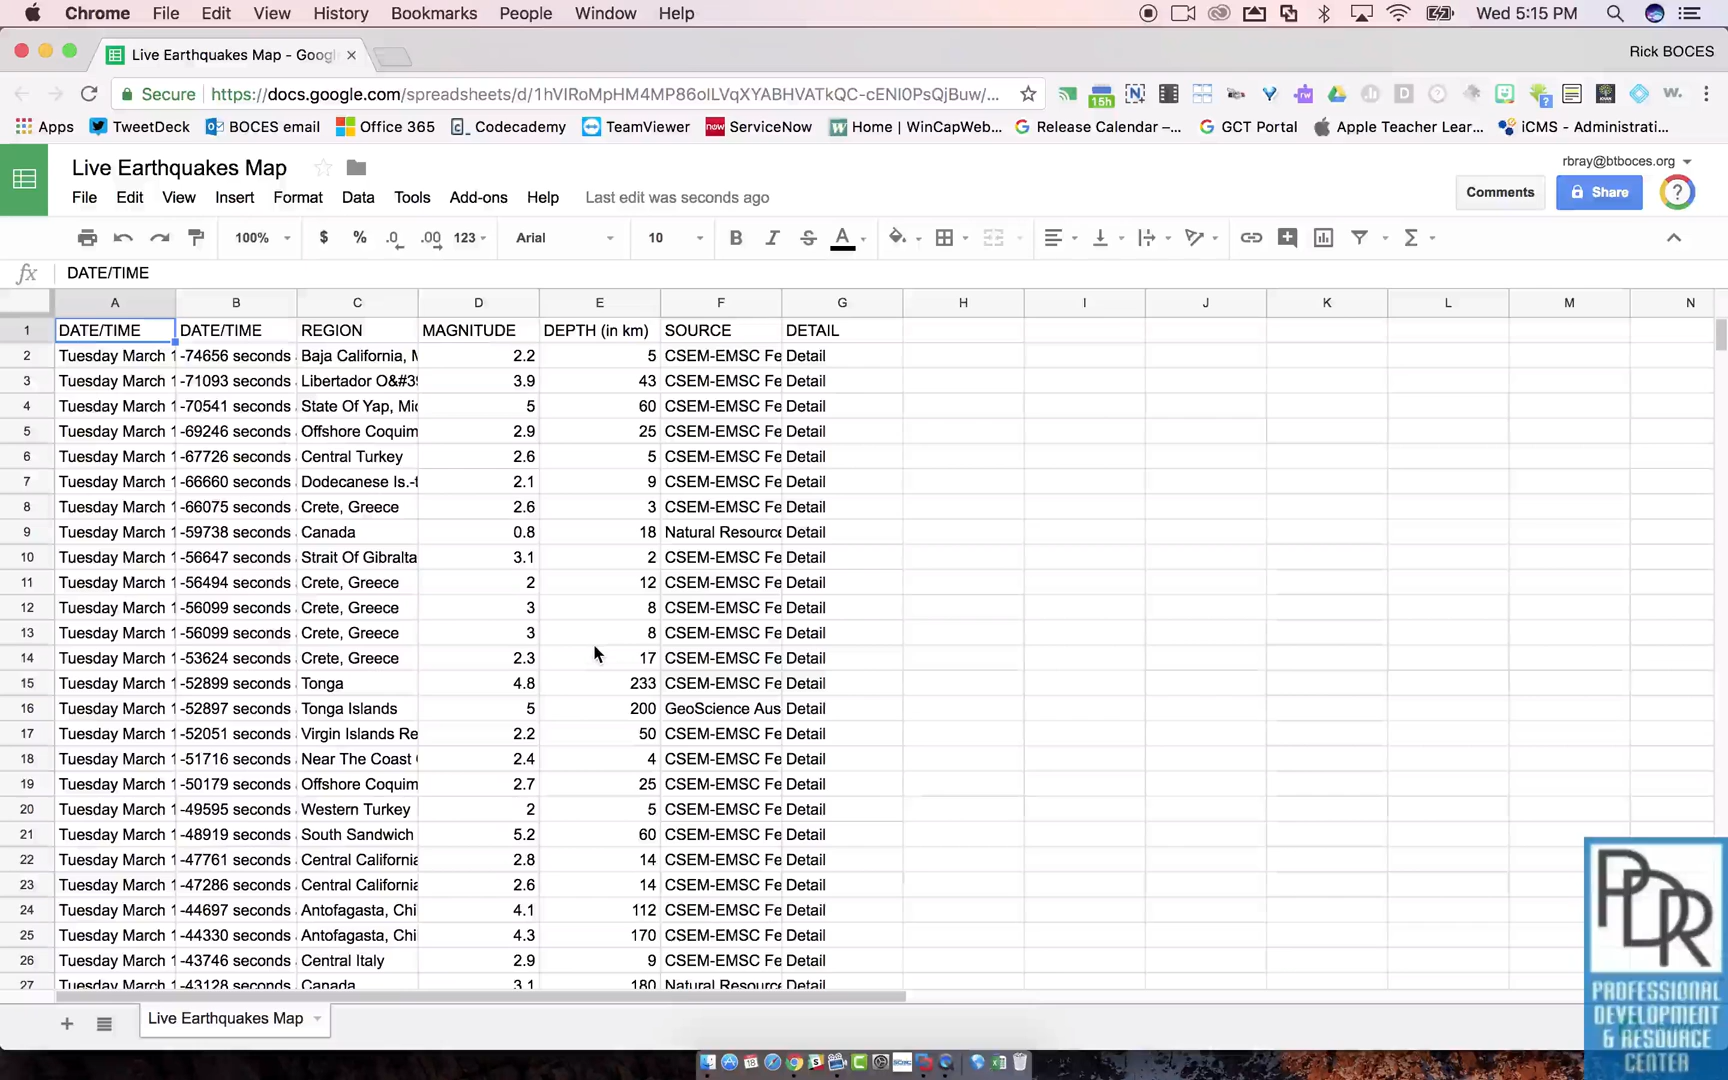 Chrome File Edit View History Bookmarks People Window Help Wed 5:15 PM
Live Earthquakes Map - Goog Rick BOCES
Secure https://docs.google.com/spreadsheets/d/1hVIRoMpHM4MP86olLVqXYABHVATkQC-cENI0PsQjBuw/...
Apps TweetDeck BOCES email Office 365 Codecademy TeamViewer ServiceNow Home | WinCapWeb... Release Calendar –... GCT Portal Apple Teacher Lear... iCMS - Administrati...
Live Earthquakes Map rbray@btboces.org
File Edit View Insert Format Data Tools Add-ons Help Last edit was seconds ago Comments Share
100% $ % .0 .00 123 Arial 10
fx DATE/TIME
A B C D E F G H I J K L M N
1 DATE/TIME DATE/TIME REGION MAGNITUDE DEPTH (in km) SOURCE DETAIL
2 Tuesday March 1 -74656 seconds Baja California, M 2.2 5 CSEM-EMSC Fe Detail
3 Tuesday March 1 -71093 seconds Libertador O&#39 3.9 43 CSEM-EMSC Fe Detail
4 Tuesday March 1 -70541 seconds State Of Yap, Mic 5 60 CSEM-EMSC Fe Detail
5 Tuesday March 1 -69246 seconds Offshore Coquim 2.9 25 CSEM-EMSC Fe Detail
6 Tuesday March 1 -67726 seconds Central Turkey 2.6 5 CSEM-EMSC Fe Detail
7 Tuesday March 1 -66660 seconds Dodecanese Is.-t 2.1 9 CSEM-EMSC Fe Detail
8 Tuesday March 1 -66075 seconds Crete, Greece 2.6 3 CSEM-EMSC Fe Detail
9 Tuesday March 1 -59738 seconds Canada 0.8 18 Natural Resource Detail
10 Tuesday March 1 -56647 seconds Strait Of Gibralta 3.1 2 CSEM-EMSC Fe Detail
11 Tuesday March 1 -56494 seconds Crete, Greece 2 12 CSEM-EMSC Fe Detail
12 Tuesday March 1 -56099 seconds Crete, Greece 3 8 CSEM-EMSC Fe Detail
13 Tuesday March 1 -56099 seconds Crete, Greece 3 8 CSEM-EMSC Fe Detail
14 Tuesday March 1 -53624 seconds Crete, Greece 2.3 17 CSEM-EMSC Fe Detail
15 Tuesday March 1 -52899 seconds Tonga 4.8 233 CSEM-EMSC Fe Detail
16 Tuesday March 1 -52897 seconds Tonga Islands 5 200 GeoScience Aus Detail
17 Tuesday March 1 -52051 seconds Virgin Islands Re 2.2 50 CSEM-EMSC Fe Detail
18 Tuesday March 1 -51716 seconds Near The Coast 2.4 4 CSEM-EMSC Fe Detail
19 Tuesday March 1 -50179 seconds Offshore Coquim 2.7 25 CSEM-EMSC Fe Detail
20 Tuesday March 1 -49595 seconds Western Turkey 2 5 CSEM-EMSC Fe Detail
21 Tuesday March 1 -48919 seconds South Sandwich 5.2 60 CSEM-EMSC Fe Detail
22 Tuesday March 1 -47761 seconds Central California 2.8 14 CSEM-EMSC Fe Detail
23 Tuesday March 1 -47286 seconds Central California 2.6 14 CSEM-EMSC Fe Detail
24 Tuesday March 1 -44697 seconds Antofagasta, Chi 4.1 112 CSEM-EMSC Fe Detail
25 Tuesday March 1 -44330 seconds Antofagasta, Chi 4.3 170 CSEM-EMSC Fe Detail
26 Tuesday March 1 -43746 seconds Central Italy 2.9 9 CSEM-EMSC Fe Detail
27 Tuesday March 1 -43128 seconds Canada 3.1 180 Natural Resource Detail
Live Earthquakes Map
PDRC
PROFESSIONAL
DEVELOPMENT
& RESOURCE
CENTER